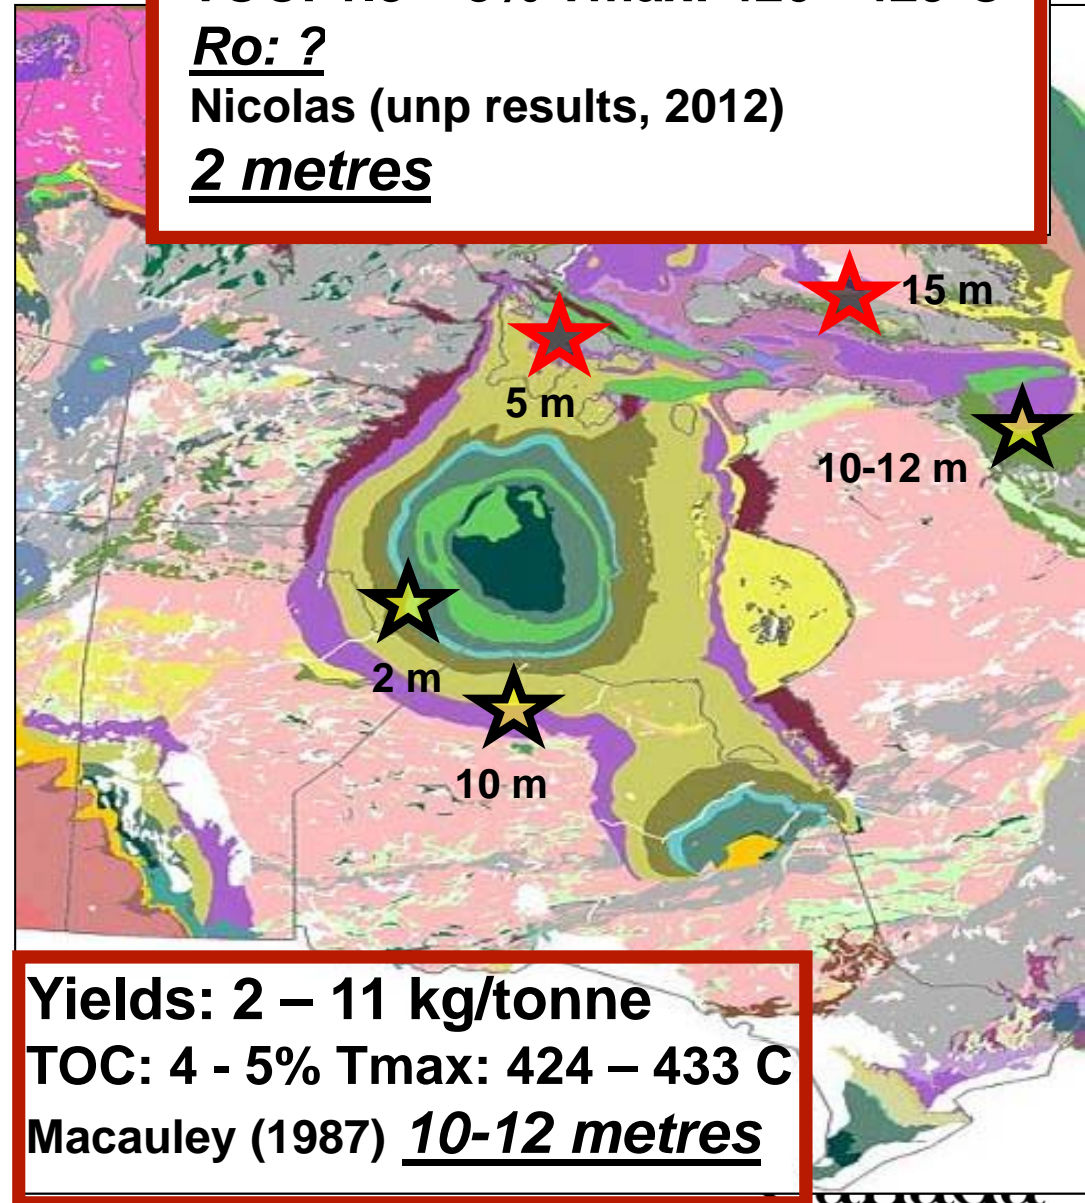 Ro: ?
Nicolas (unp results, 2012)
2 metres
15 m
5 m
10-12 m
2 m
10 m
Yields: 2 – 11 kg/tonne
TOC: 4 - 5% Tmax: 424 – 433 C
Macauley (1987) 10-12 metres